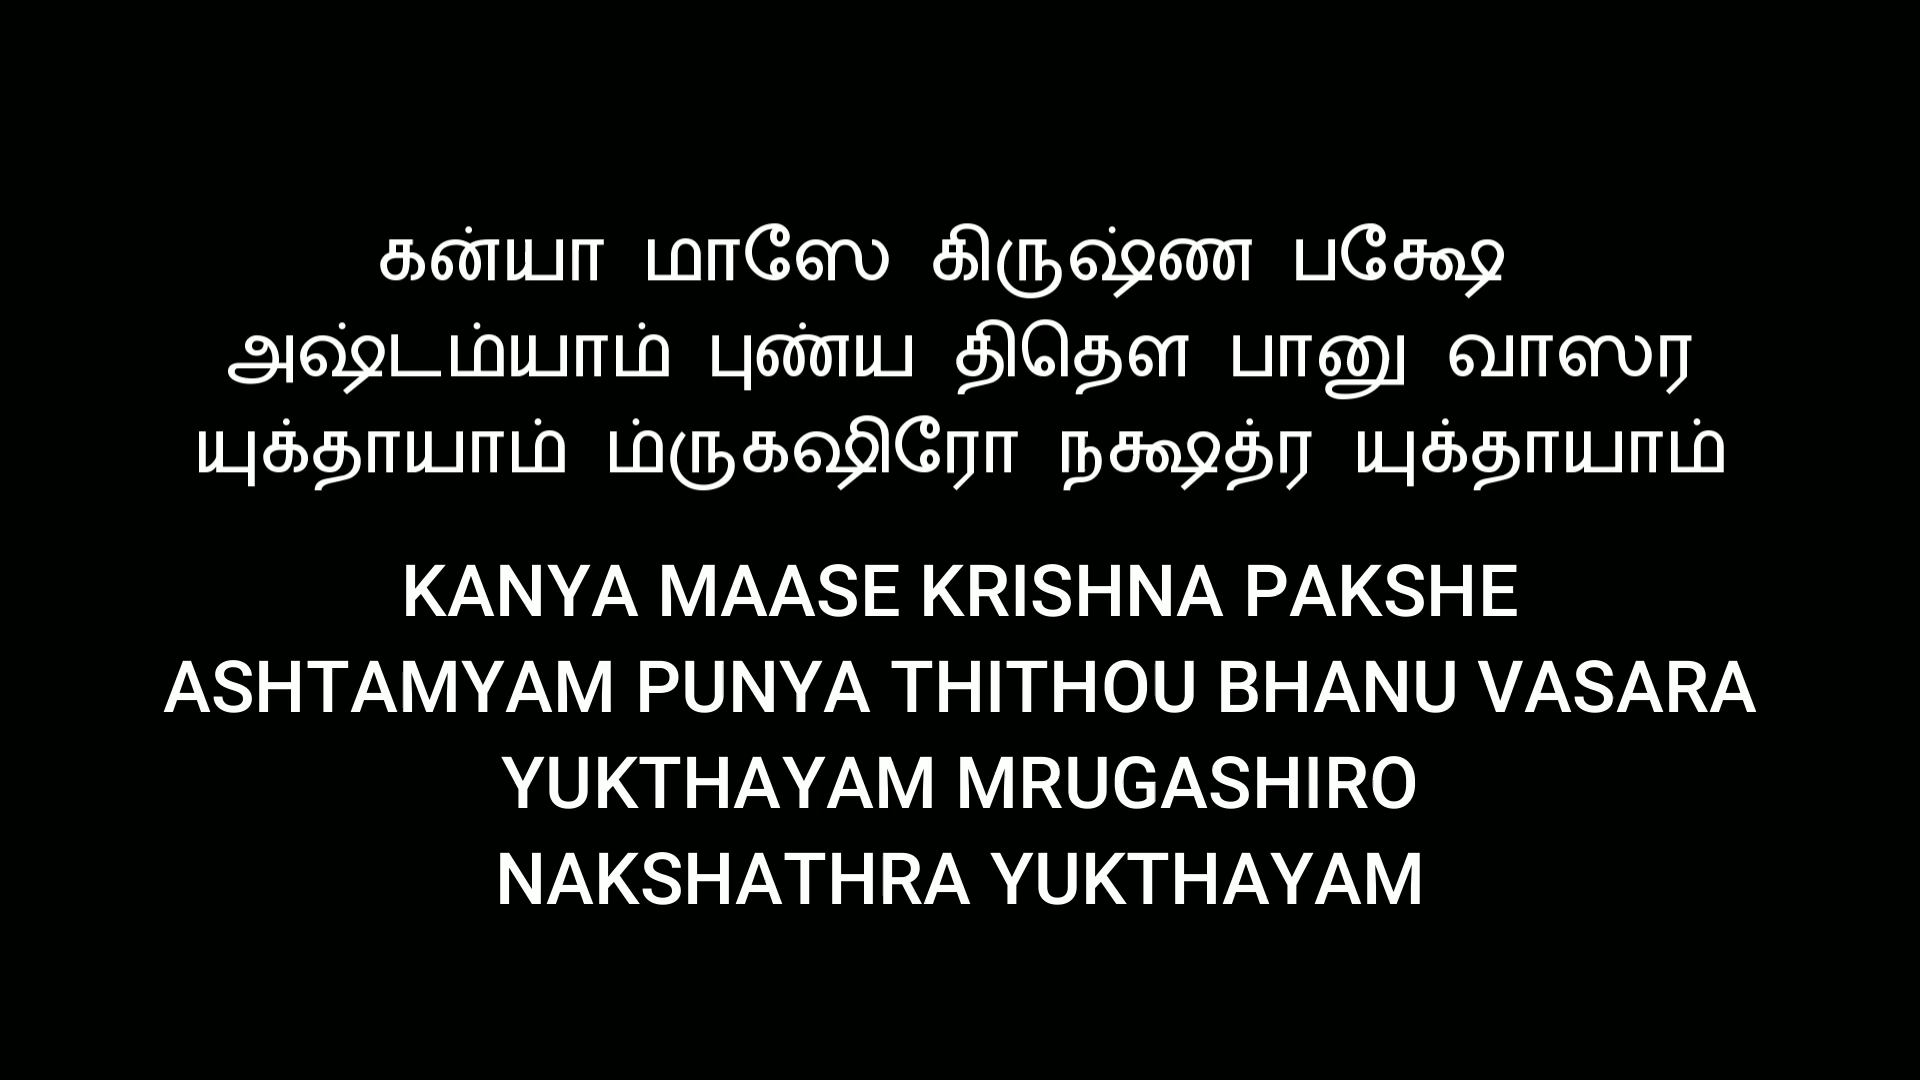 கன்யா மாஸே கிருஷ்ண பக்ஷே
அஷ்டம்யாம் புண்ய திதௌ பானு வாஸர
யுக்தாயாம் ம்ருகஷிரோ நக்ஷத்ர யுக்தாயாம்
KANYA MAASE KRISHNA PAKSHE
ASHTAMYAM PUNYA THITHOU BHANU VASARA
YUKTHAYAM MRUGASHIRO
NAKSHATHRA YUKTHAYAM